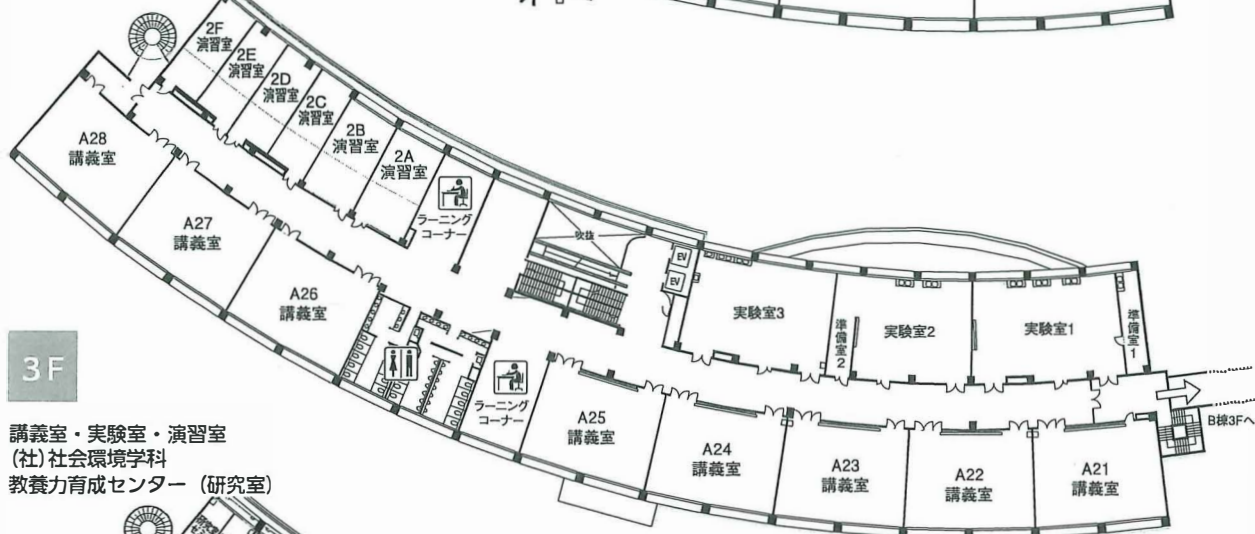 2F
演習室
2E
演習室
2D
演習室
2C
演習室
2B
演習室
2A
演習室
A28
講義室
A27
講義室
A26
講義室
ラーニング
コーナー
吹抜
EV
EV
実験室3
準備室2
実験室2
実験室1
準備室1
ラーニング
コーナー
A25
講義室
A24
講義室
A23
講義室
A22
講義室
A21
講義室
B棟3Fへ
3F
講義室・実験室・演習室
(社)社会環境学科
教養力育成センター（研究室）